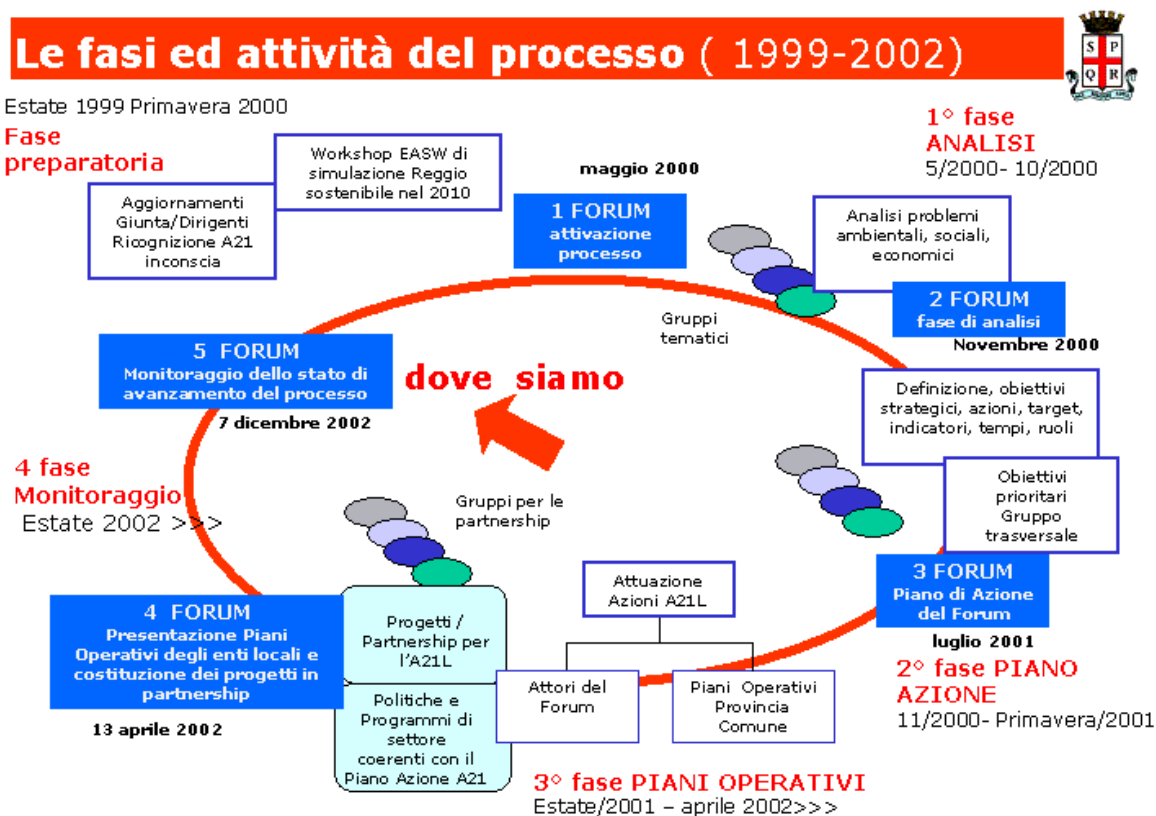 Le fasi ed attività del processo ( 1999-2002)
S P
Q R
Estate 1999 Primavera 2000
Fase
preparatoria
Workshop EASW di
simulazione Reggio
sostenibile nel 2010
Aggiornamenti
Giunta/Dirigenti
Ricognizione A21
inconscia
maggio 2000
1 FORUM
attivazione
processo
1° fase
ANALISI
5/2000- 10/2000
Analisi problemi
ambientali, sociali,
economici
2 FORUM
fase di analisi
Novembre 2000
Gruppi
tematici
5 FORUM
Monitoraggio dello stato di
avanzamento del processo
7 dicembre 2002
dove siamo
Definizione, obiettivi
strategici, azioni, target,
indicatori, tempi, ruoli
Obiettivi
prioritari
Gruppo
trasversale
4 fase
Monitoraggio
Estate 2002 >>>
Gruppi per le
partnership
3 FORUM
Piano di Azione
del Forum
luglio 2001
2° fase PIANO
AZIONE
11/2000- Primavera/2001
4 FORUM
Presentazione Piani
Operativi degli enti locali e
costituzione dei progetti in
partnership
13 aprile 2002
Progetti /
Partnership per
l'A21L
Politiche e
Programmi di
settore
coerenti con il
Piano Azione A21
Attuazione
Azioni A21L
Attori del
Forum
Piani Operativi
Provincia
Comune
3° fase PIANI OPERATIVI
Estate/2001 – aprile 2002>>>